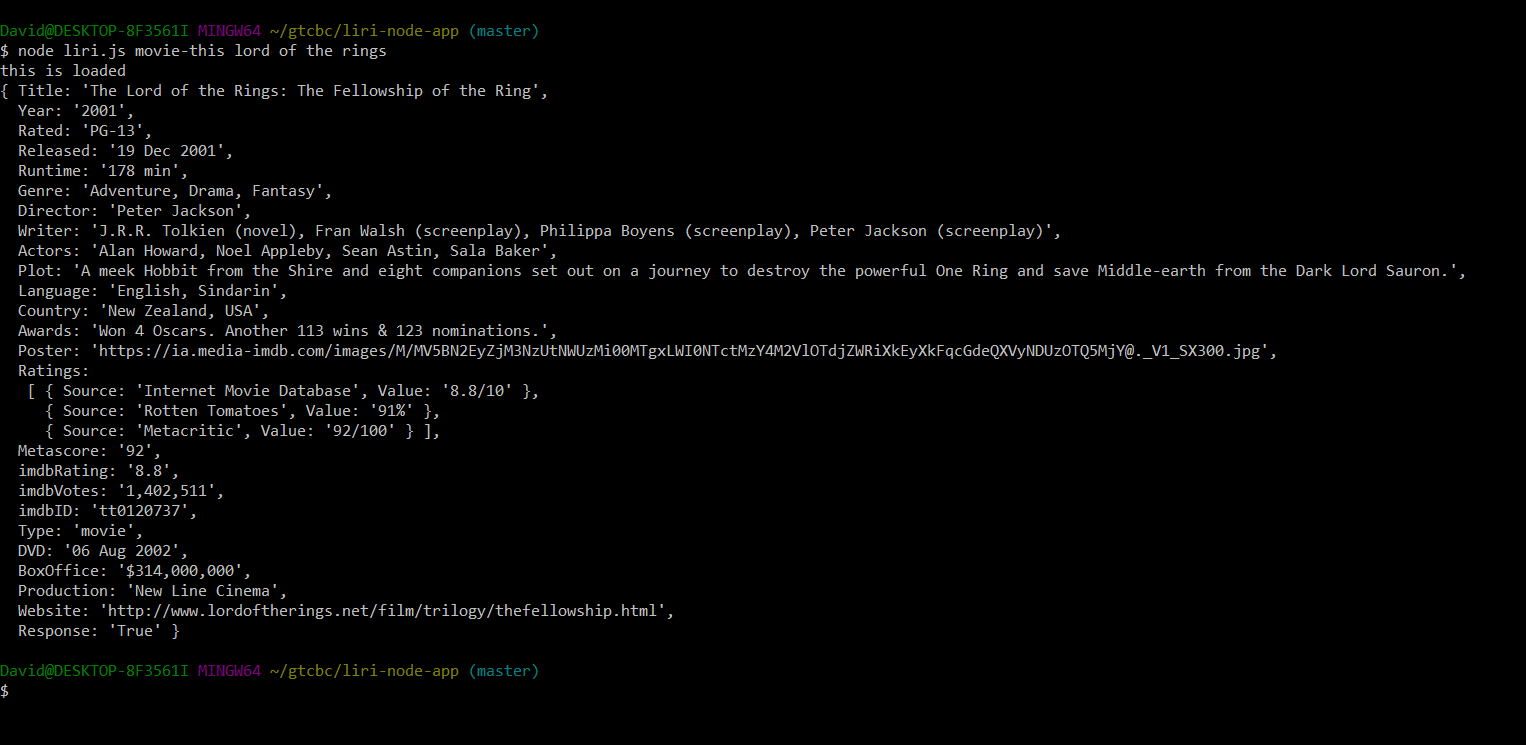 David@DESKTOP-8F3561I MINGW64 ~/gtcbc/liri-node-app (master)
$ node liri.js movie-this lord of the rings
this is loaded
{ Title: 'The Lord of the Rings: The Fellowship of the Ring',
  Year: '2001',
  Rated: 'PG-13',
  Released: '19 Dec 2001',
  Runtime: '178 min',
  Genre: 'Adventure, Drama, Fantasy',
  Director: 'Peter Jackson',
  Writer: 'J.R.R. Tolkien (novel), Fran Walsh (screenplay), Philippa Boyens (screenplay), Peter Jackson (screenplay)',
  Actors: 'Alan Howard, Noel Appleby, Sean Astin, Sala Baker',
  Plot: 'A meek Hobbit from the Shire and eight companions set out on a journey to destroy the powerful One Ring and save Middle-earth from the Dark Lord Sauron.',
  Language: 'English, Sindarin',
  Country: 'New Zealand, USA',
  Awards: 'Won 4 Oscars. Another 113 wins & 123 nominations.',
  Poster: 'https://ia.media-imdb.com/images/M/MV5BN2EyZjM3NzUtNWUzMi00MTgxLWI0NTctMzY4M2VlOTdjZWRiXkEyXkFqcGdeQXVyNDUzOTQ5MjY@._V1_SX300.jpg',
  Ratings:
   [ { Source: 'Internet Movie Database', Value: '8.8/10' },
     { Source: 'Rotten Tomatoes', Value: '91%' },
     { Source: 'Metacritic', Value: '92/100' } ],
  Metascore: '92',
  imdbRating: '8.8',
  imdbVotes: '1,402,511',
  imdbID: 'tt0120737',
  Type: 'movie',
  DVD: '06 Aug 2002',
  BoxOffice: '$314,000,000',
  Production: 'New Line Cinema',
  Website: 'http://www.lordoftherings.net/film/trilogy/thefellowship.html',
  Response: 'True' }
David@DESKTOP-8F3561I MINGW64 ~/gtcbc/liri-node-app (master)
$